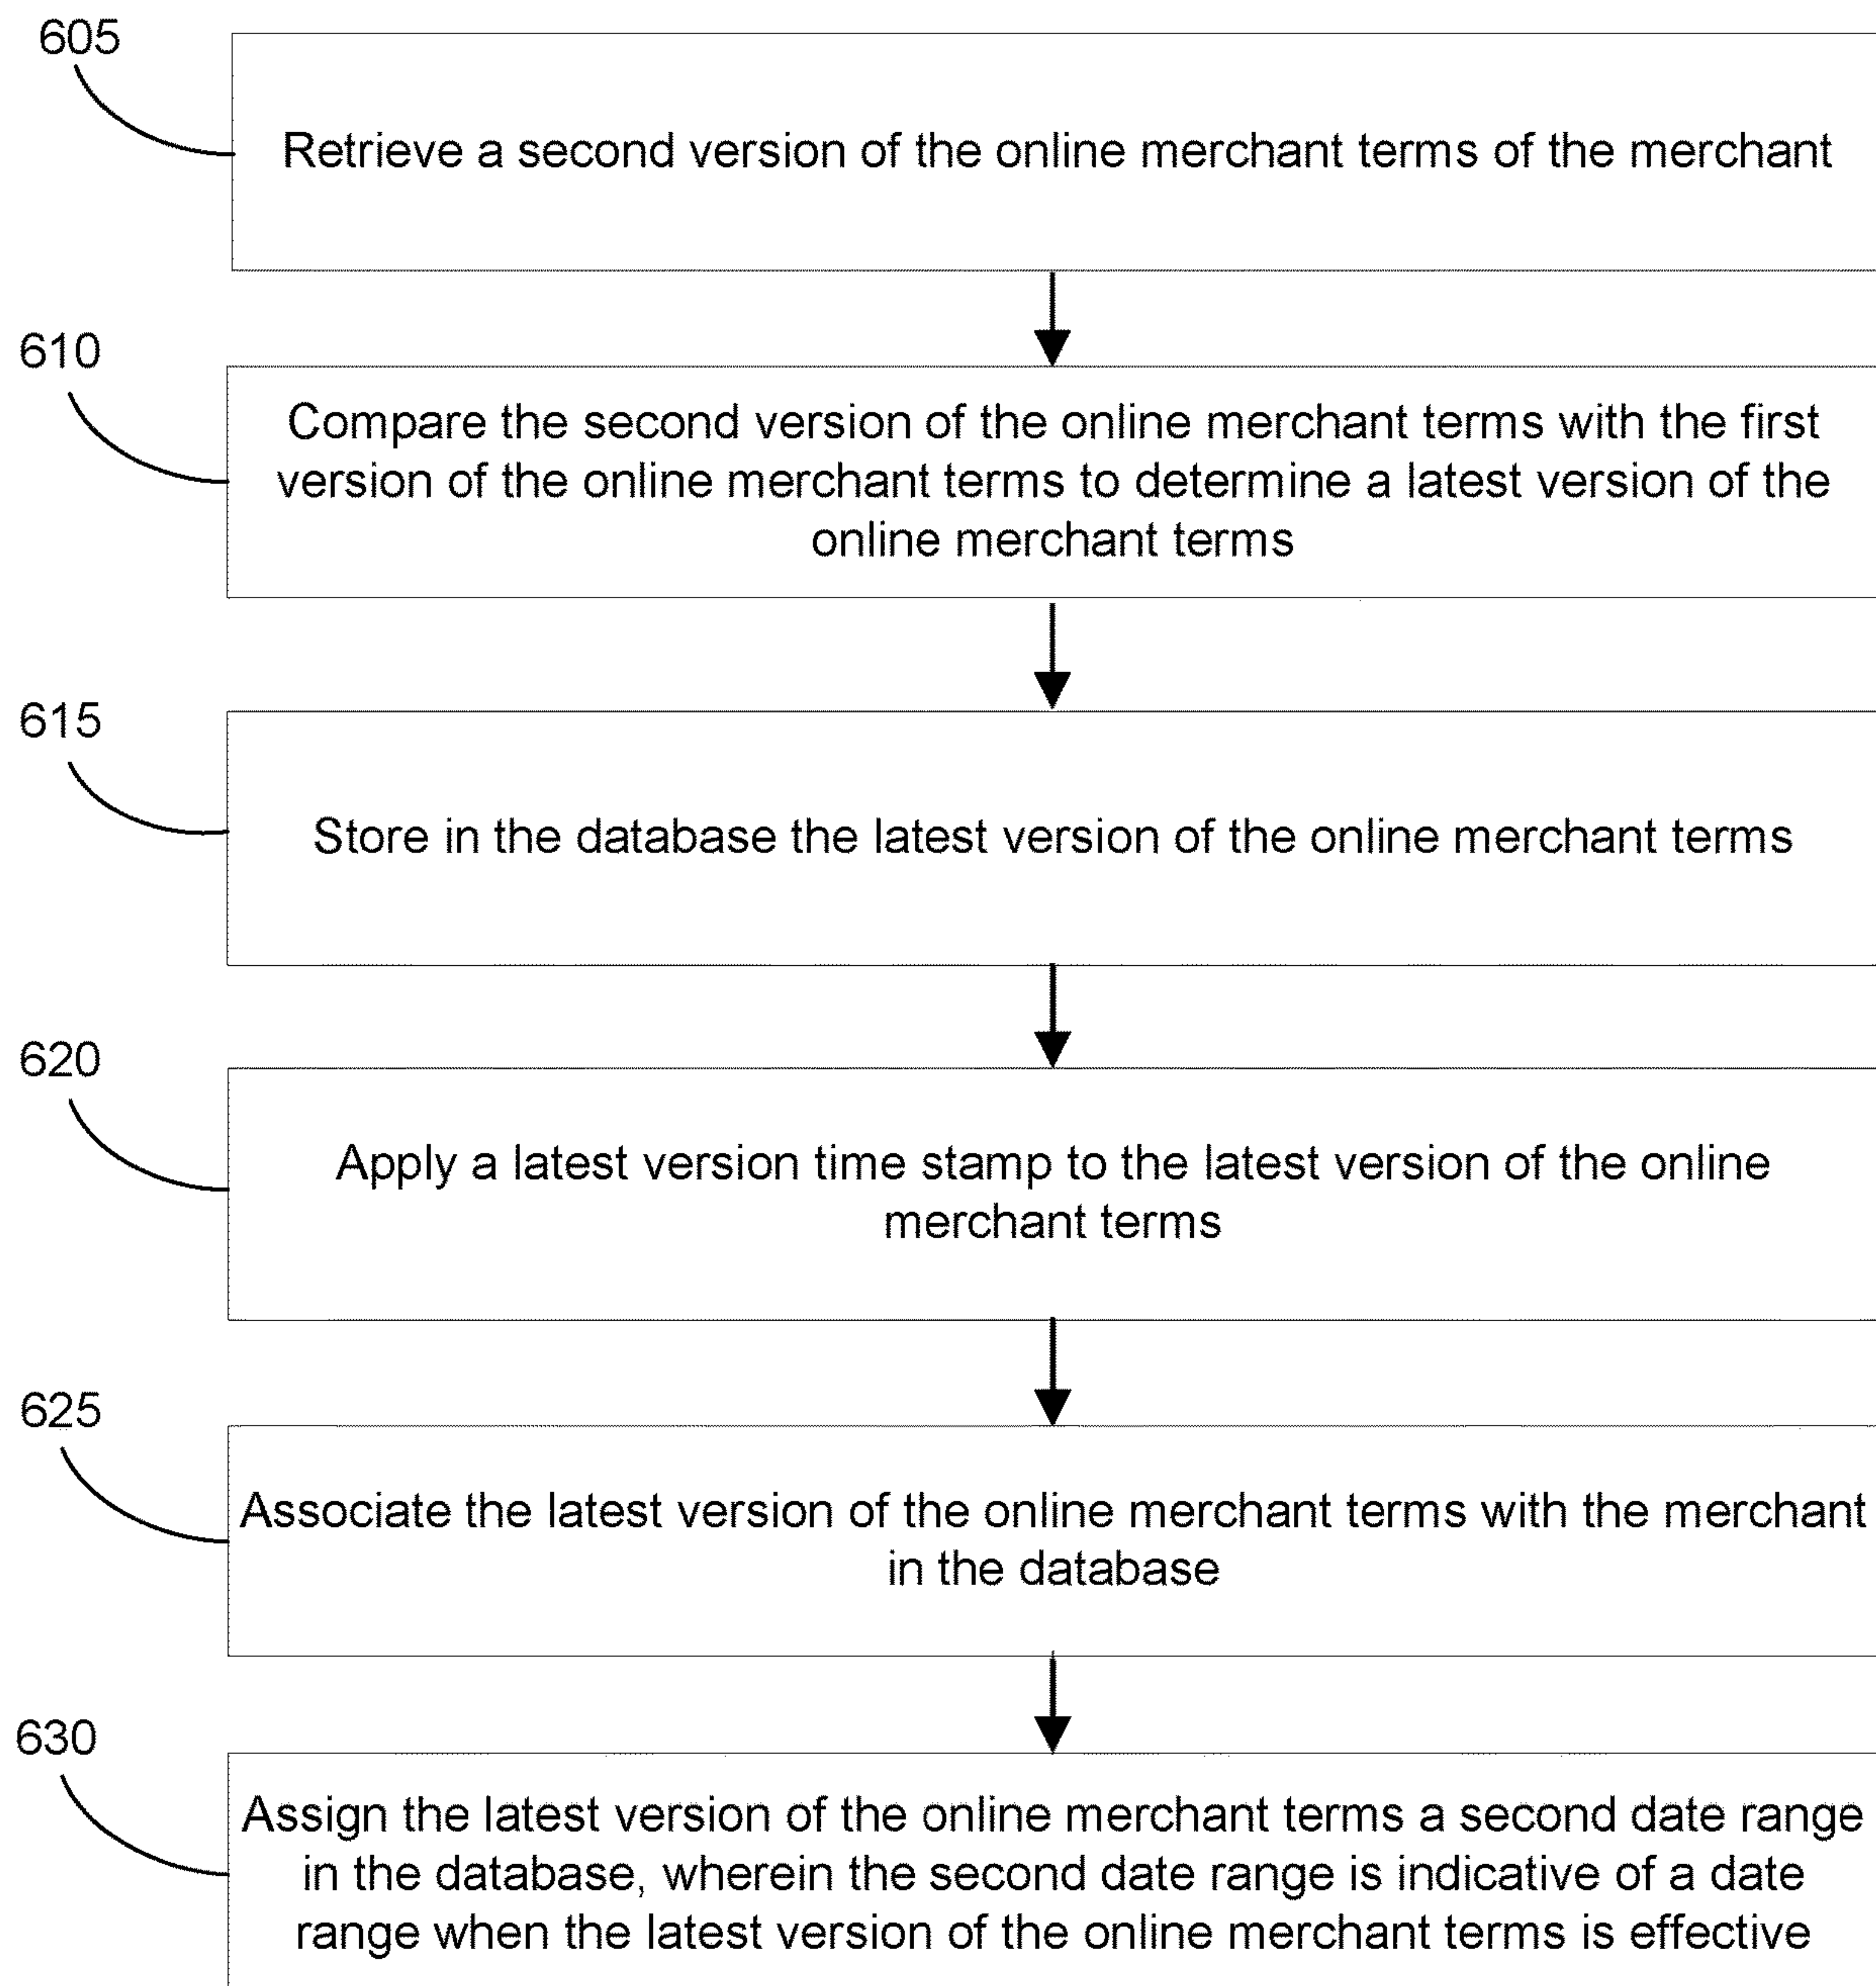 605
Retrieve a second version of the online merchant terms of the merchant
610
Compare the second version of the online merchant terms with the first
version of the online merchant terms to determine a latest version of the
online merchant terms
615
Store in the database the latest version of the online merchant terms
620
Apply a latest version time stamp to the latest version of the online
merchant terms
625
Associate the latest version of the online merchant terms with the merchant
in the database
630
Assign the latest version of the online merchant terms a second date range
in the database, wherein the second date range is indicative of a date
range when the latest version of the online merchant terms is effective